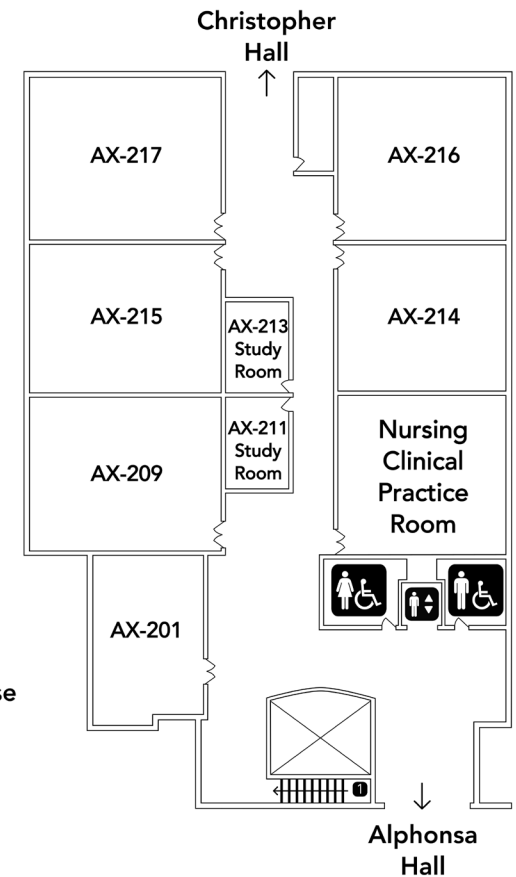 Christopher
Hall
AX-217
AX-216
AX-215
AX-213
Study
Room
AX-214
AX-211
Study
Room
AX-209
Nursing
Clinical
Practice
Room
AX-201
se
1
Alphonsa
Hall